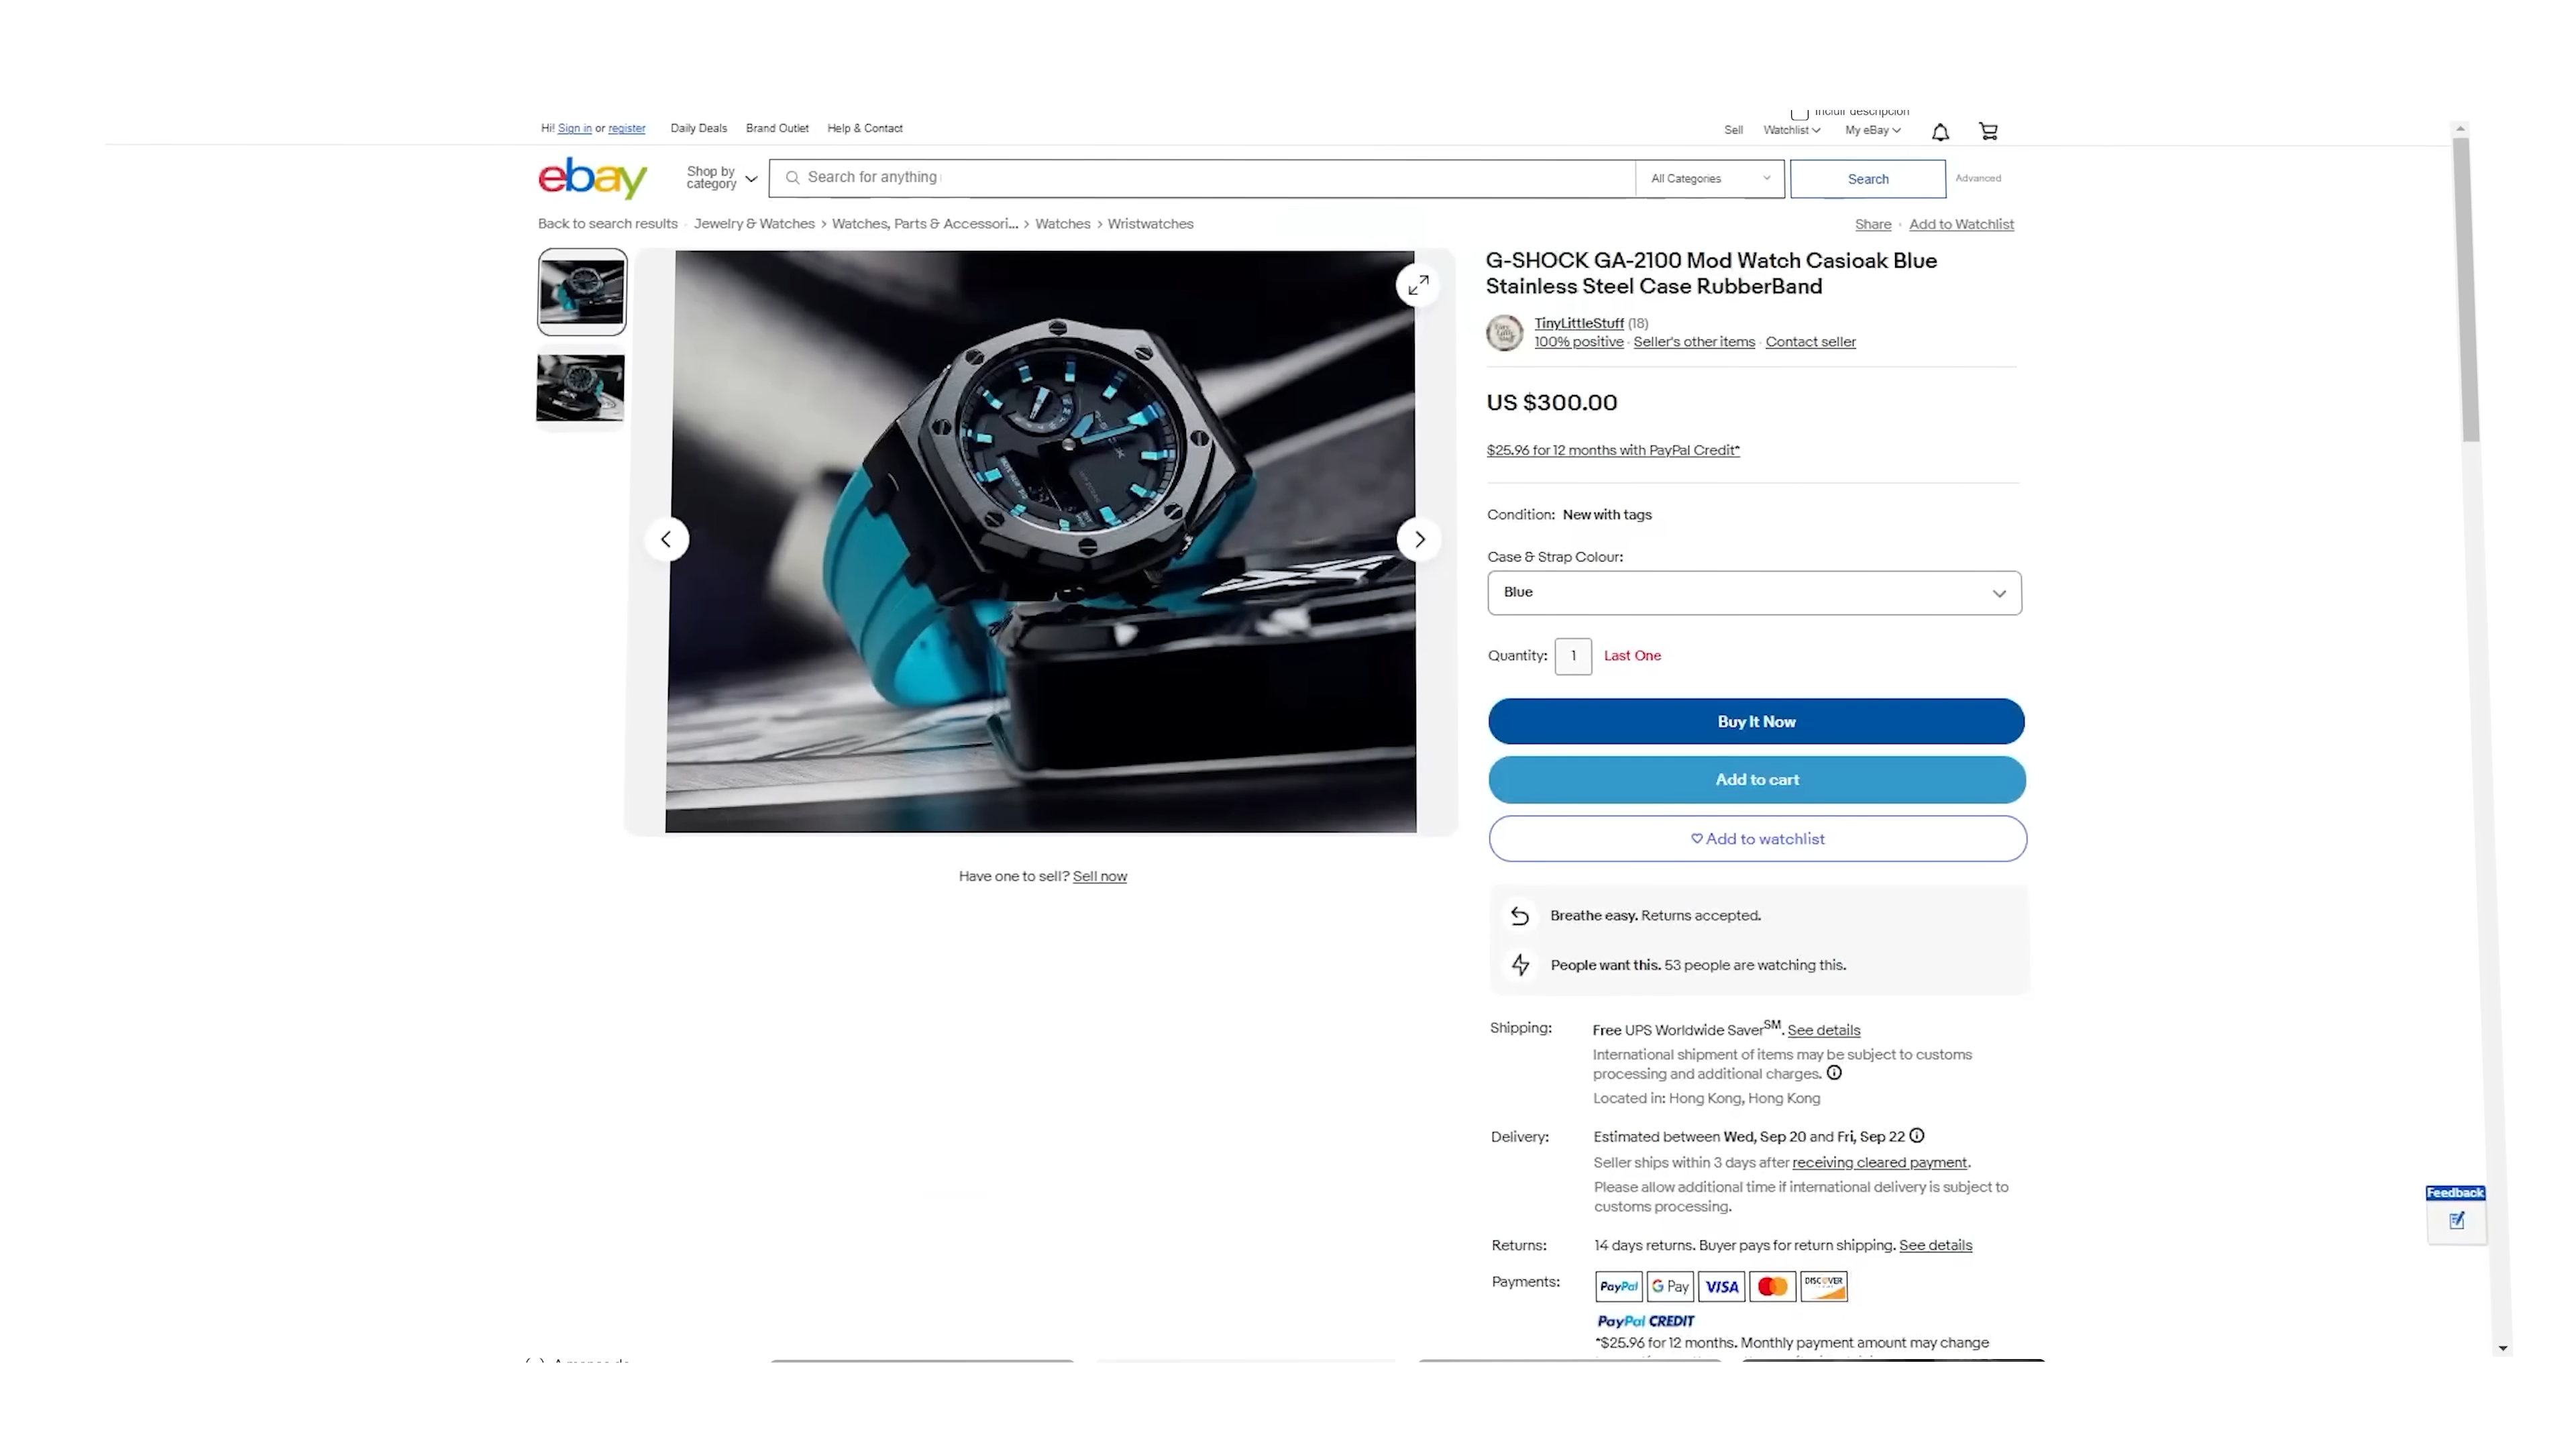 Hi! Sign in or register Daily Deals Brand Outlet Help & Contact
Incluir descripción
Sell Watchlist My eBay
ebay Shop by category Search for anything All Categories Search Advanced
Back to search results Jewelry & Watches > Watches, Parts & Accessori... > Watches > Wristwatches
Share Add to Watchlist
G-SHOCK GA-2100 Mod Watch Casioak Blue
Stainless Steel Case RubberBand
TinyLittleStuff (18)
100% positive · Seller's other items · Contact seller
US $300.00
$25.96 for 12 months with PayPal Credit*
Condition: New with tags
Case & Strap Colour:
Blue
Quantity: 1 Last One
Buy It Now
Add to cart
Add to watchlist
Have one to sell? Sell now
Breathe easy. Returns accepted.
People want this. 53 people are watching this.
Shipping: Free UPS Worldwide Saver SM. See details
International shipment of items may be subject to customs
processing and additional charges.
Located in: Hong Kong, Hong Kong
Delivery: Estimated between Wed, Sep 20 and Fri, Sep 22
Seller ships within 3 days after receiving cleared payment.
Please allow additional time if international delivery is subject to
customs processing.
Feedback
Returns: 14 days returns. Buyer pays for return shipping. See details
Payments: PayPal G Pay VISA DISCOVER
PayPal CREDIT
*$25.96 for 12 months. Monthly payment amount may change